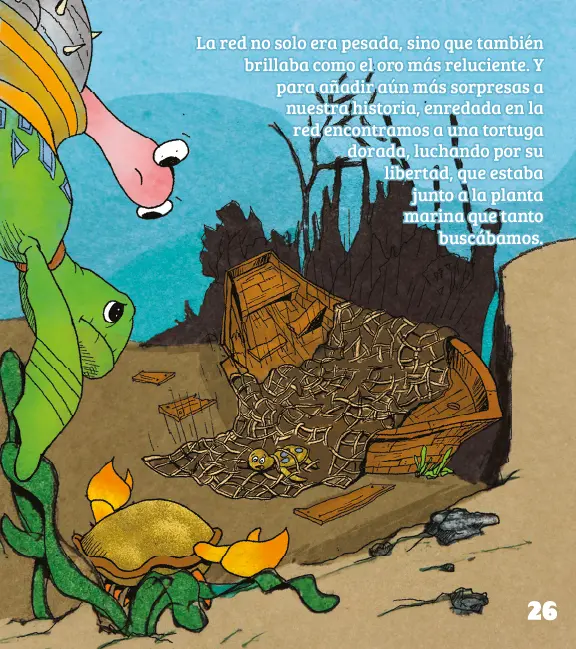 La red no solo era pesada, sino que también
brillaba como el oro más reluciente. Y
para añadir aún más sorpresas a
nuestra historia, enredada en la
red encontramos a una tortuga
dorada, luchando por su
libertad, que estaba
junto a la planta
marina que tanto
buscábamos.
26